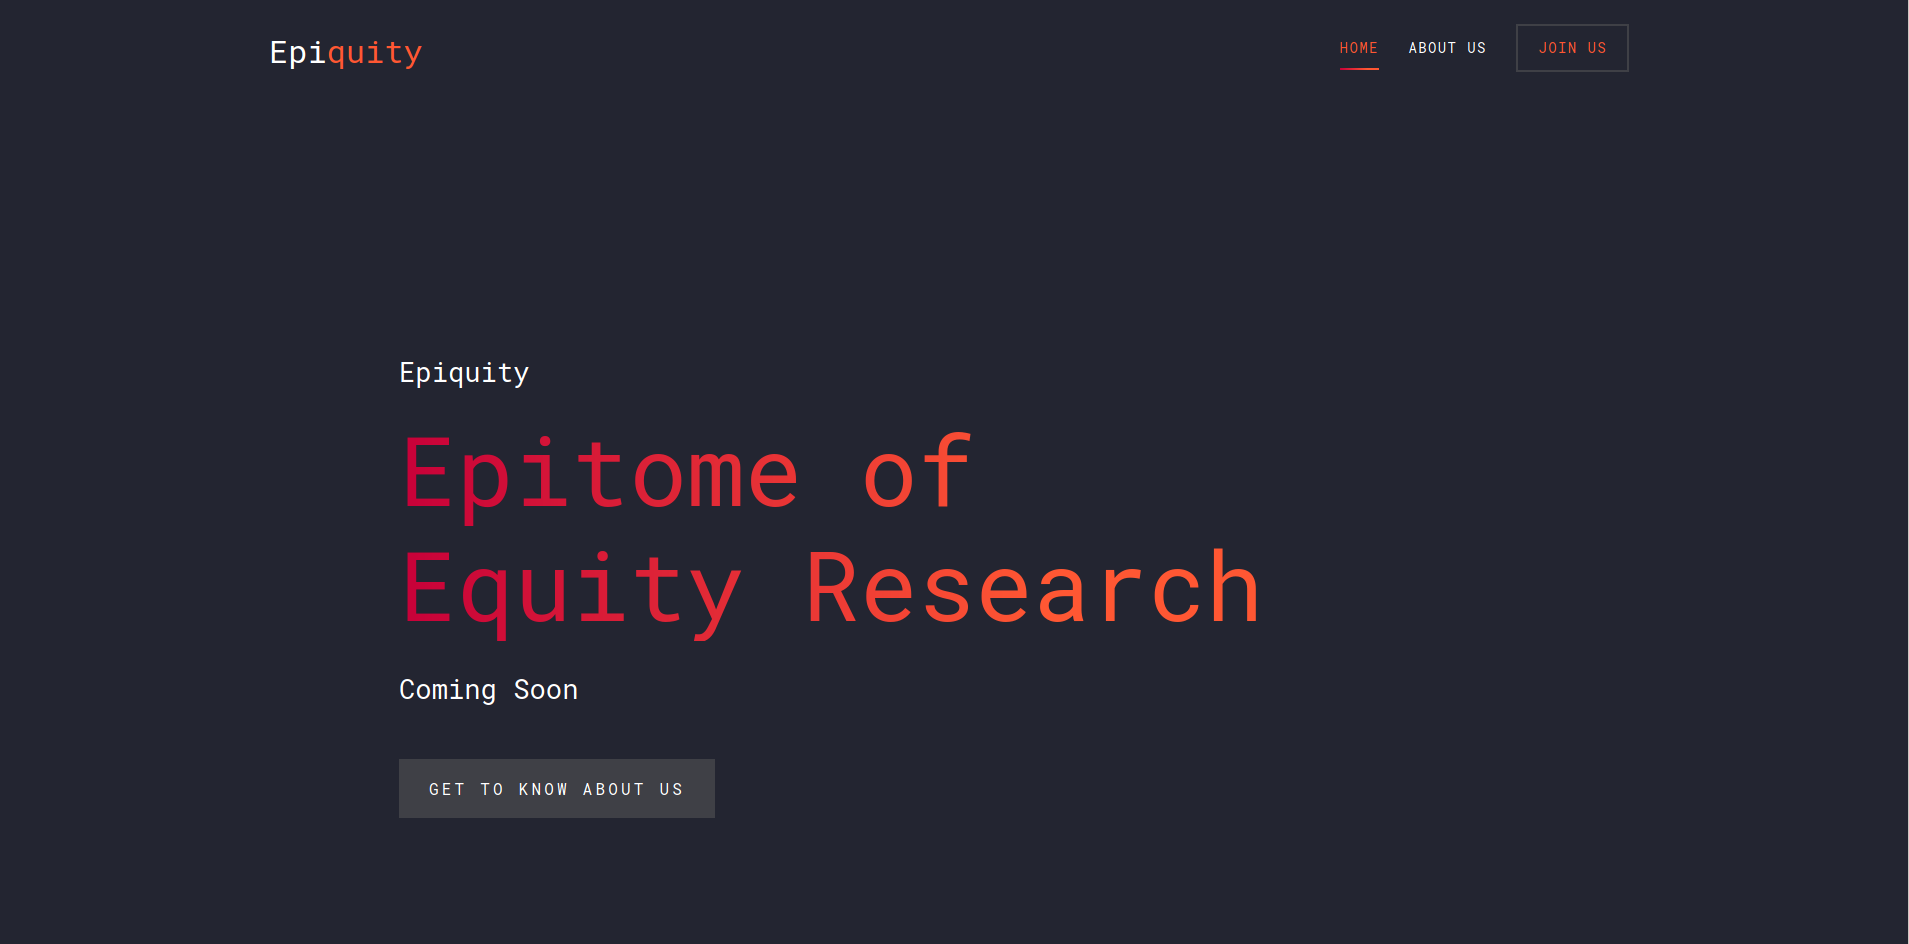 Epiquity
HOME ABOUT US JOIN US
Epiquity
Epitome of
Equity Research
Coming Soon
GET TO KNOW ABOUT US